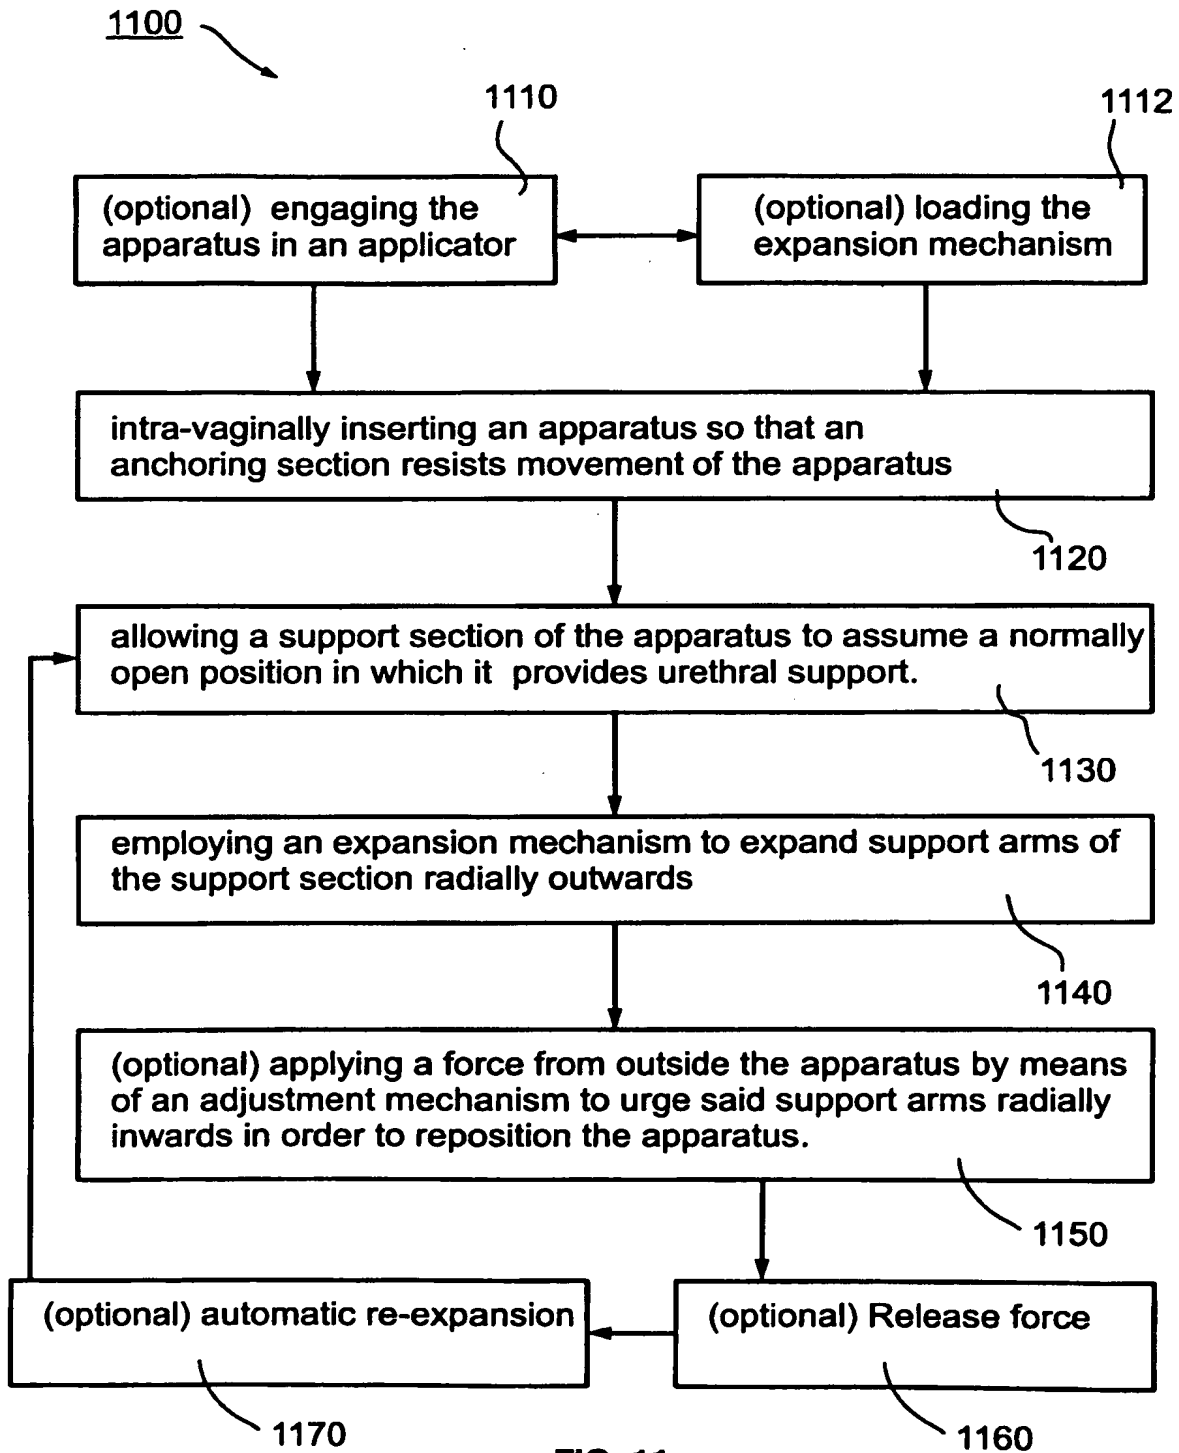 1100
1110
1112
(optional) engaging the
apparatus in an applicator
(optional) loading the
expansion mechanism
intra-vaginally inserting an apparatus so that an
anchoring section resists movement of the apparatus
1120
allowing a support section of the apparatus to assume a normally
open position in which it provides urethral support.
1130
employing an expansion mechanism to expand support arms of
the support section radially outwards
1140
(optional) applying a force from outside the apparatus by means
of an adjustment mechanism to urge said support arms radially
inwards in order to reposition the apparatus.
1150
(optional) automatic re-expansion
(optional) Release force
1170
1160
FIG. 11